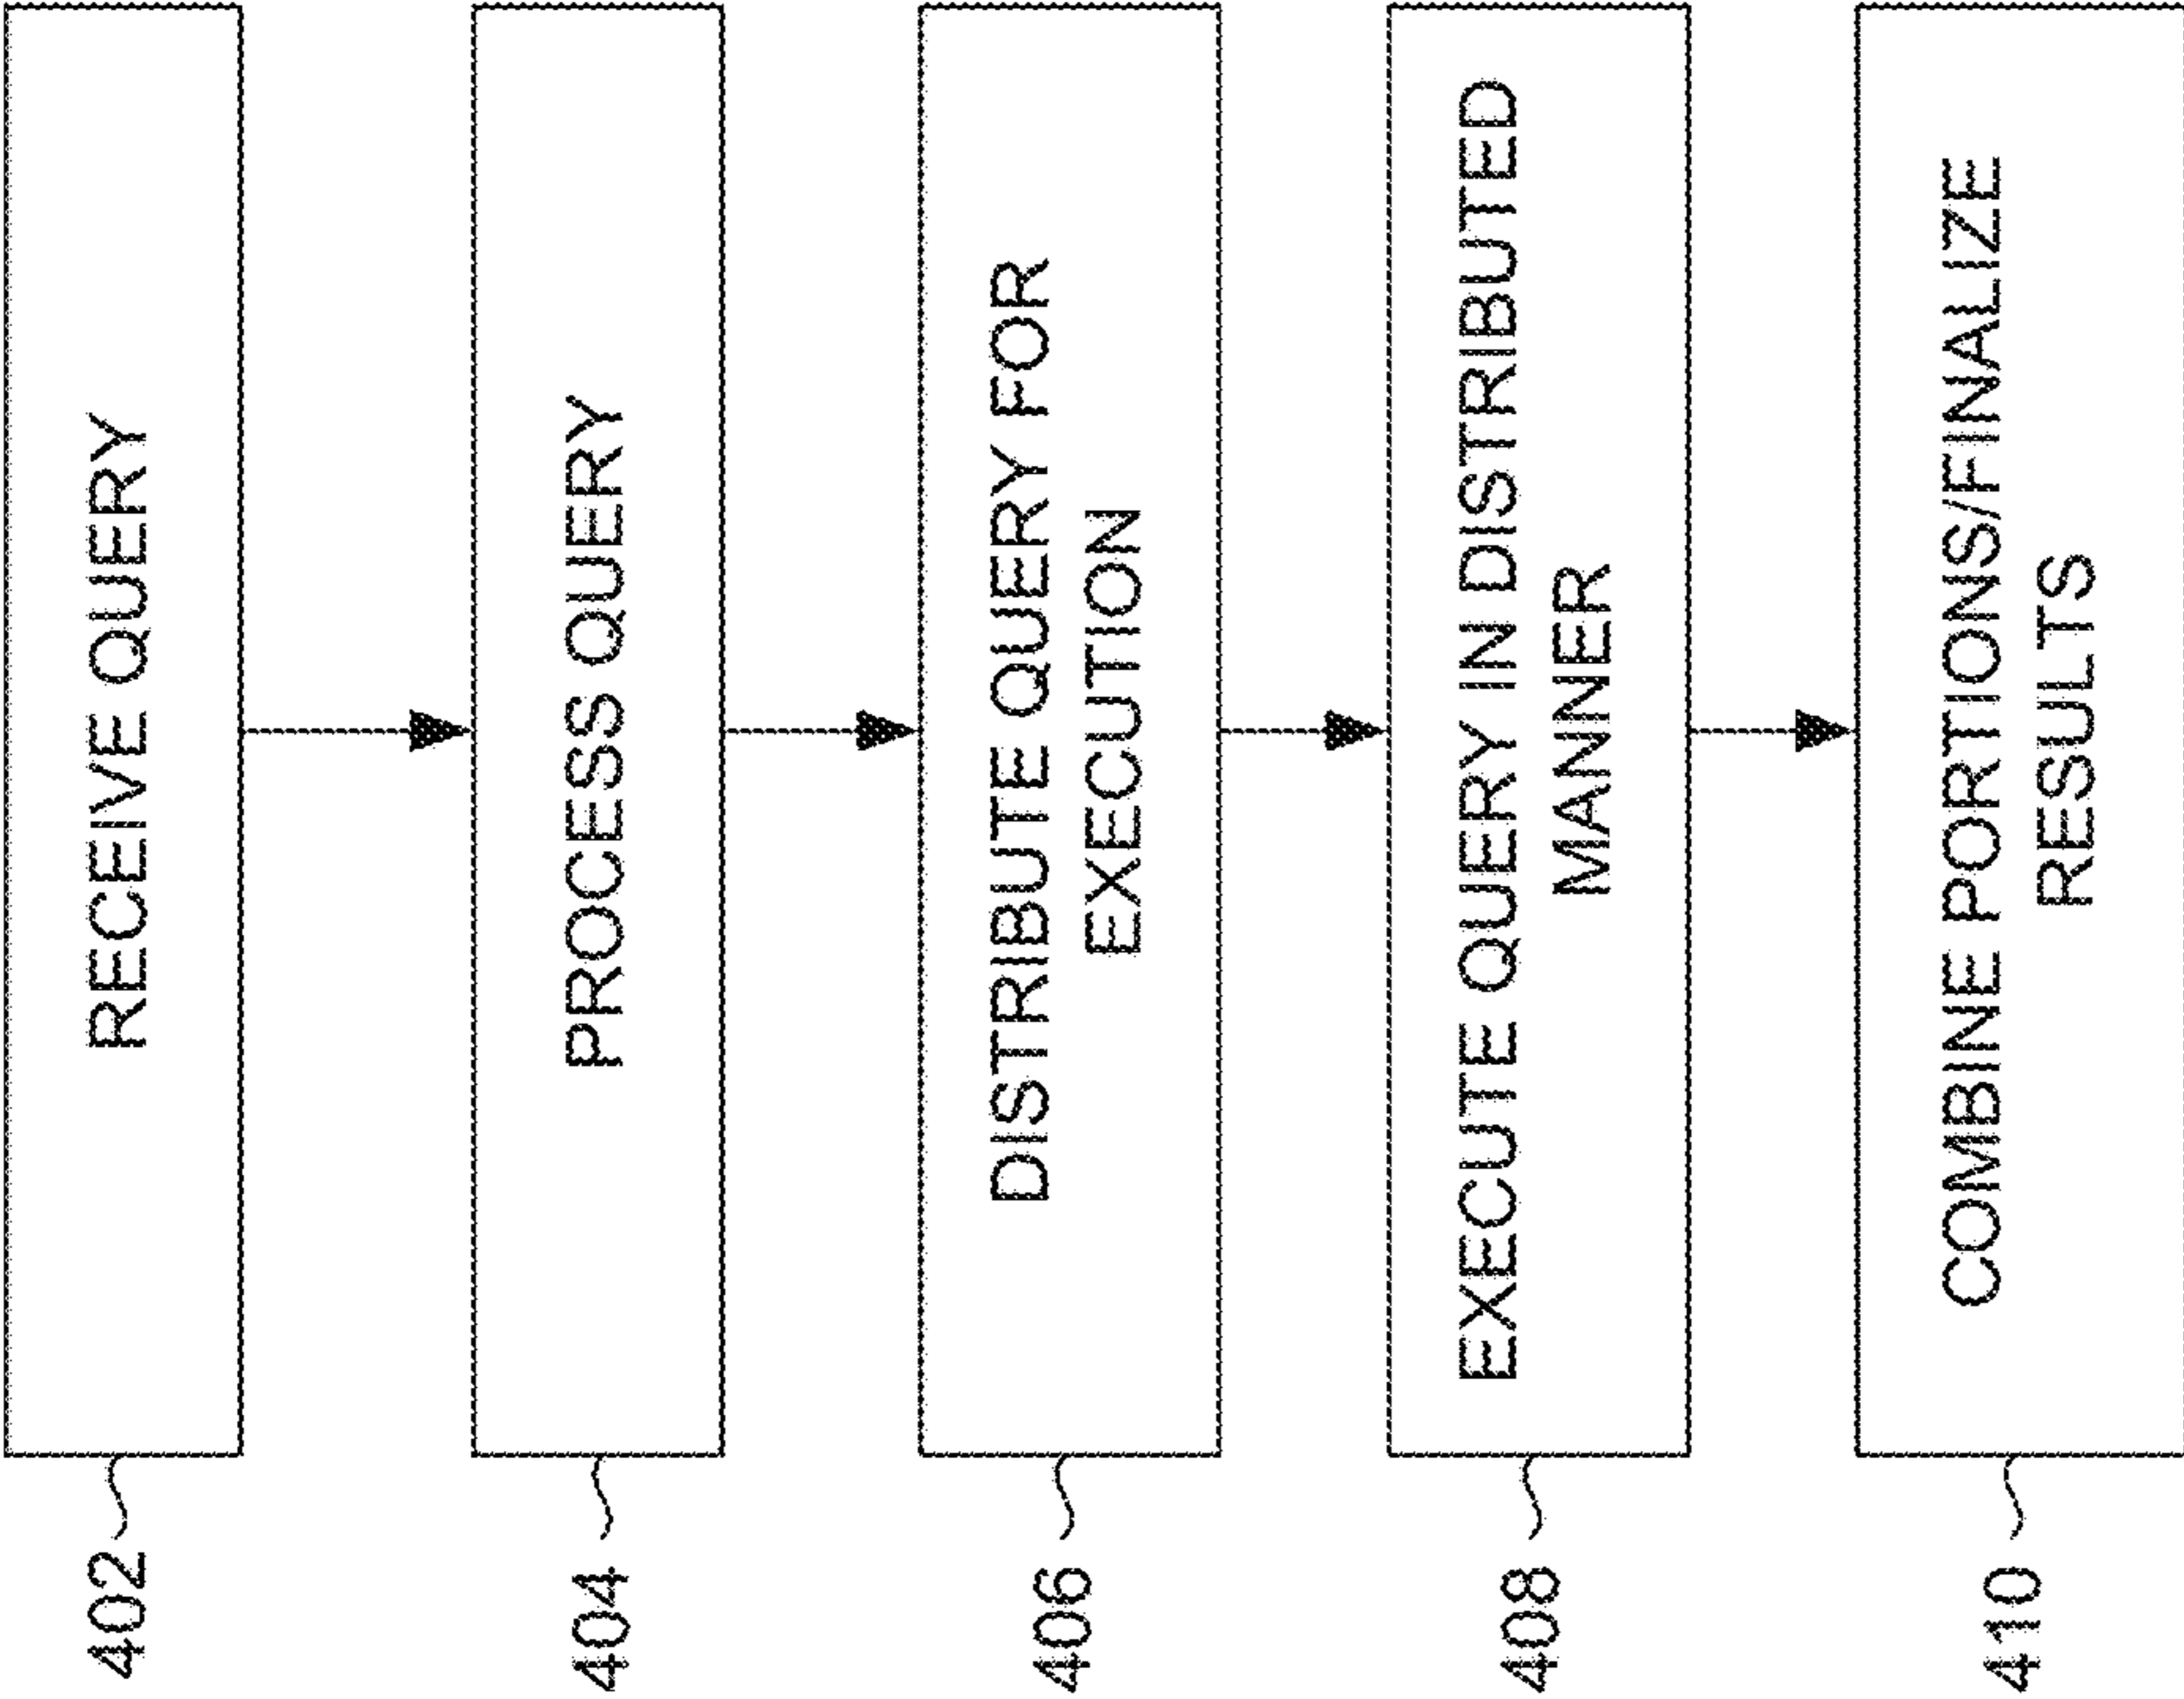 402
RECEIVE QUERY
404
PROCESS QUERY
406
DISTRIBUTE QUERY FOR
EXECUTION
408
EXECUTE QUERY IN DISTRIBUTED
MANNER
410
COMBINE PORTIONS/FINALIZE
RESULTS